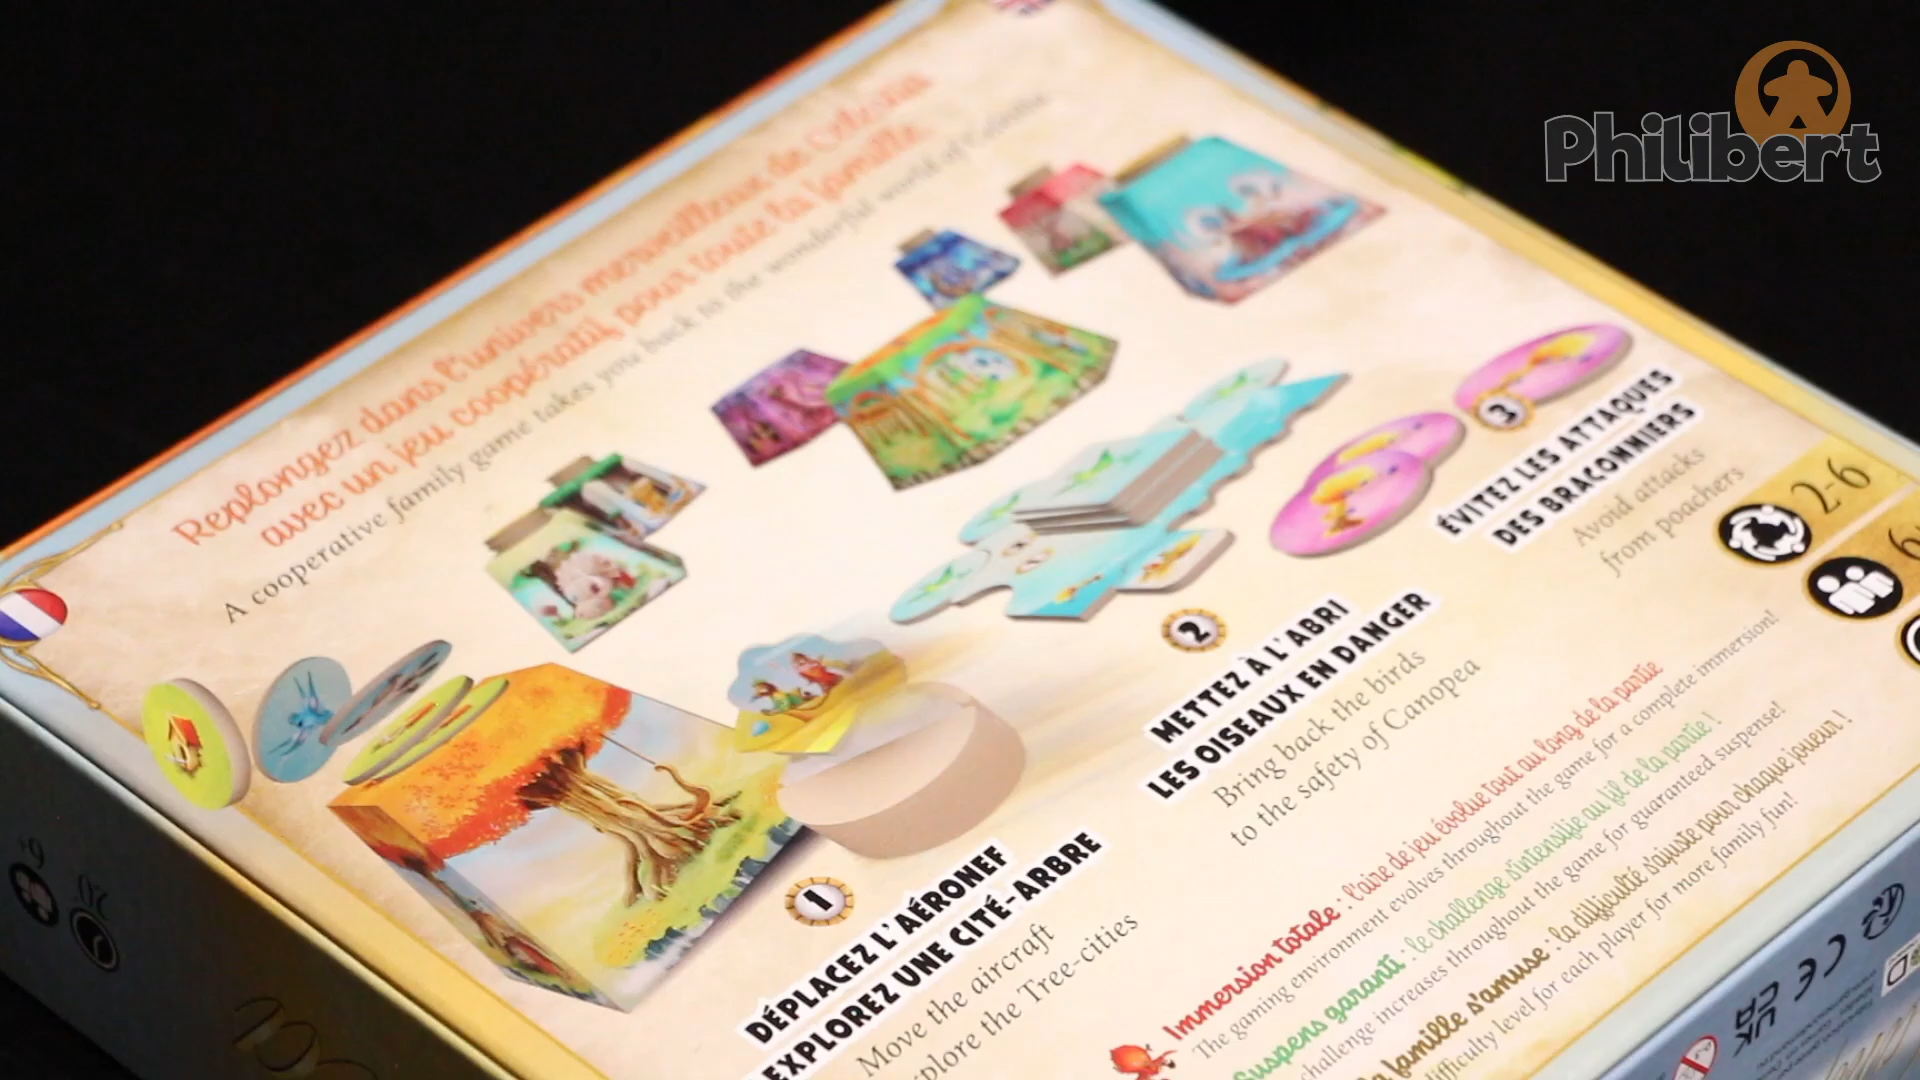 Philibert
Replongez dans l'univers merveilleux de Celesia
avec un jeu coopératif, pour toute la famille.
A cooperative family game takes you back to the wonderful world of
ÉVITEZ LES ATTAQUES
DES BRACONNIERS
Avoid attacks
from poachers
2-6
METTEZ À L'ABRI
LES OISEAUX EN DANGER
Bring back the birds
to the safety of Canopea
DÉPLACEZ L'AÉRONEF
EXPLOREZ UNE CITÉ-ARBRE
Move the aircraft
the Tree-cities
1
2
3
Immersion totale : l'aire de jeu évolue tout au long de la partie
The gaming environment evolves throughout the game for a complete immersion!
Suspens garanti : le challenge s'intensifie au fil de la partie !
challenge increases throughout the game for guaranteed suspense!
famille s'amuse : la difficulté s'ajuste pour chaque joueur !
difficulty level for each player for more family fun!
6+
20'
UK
CA
CE